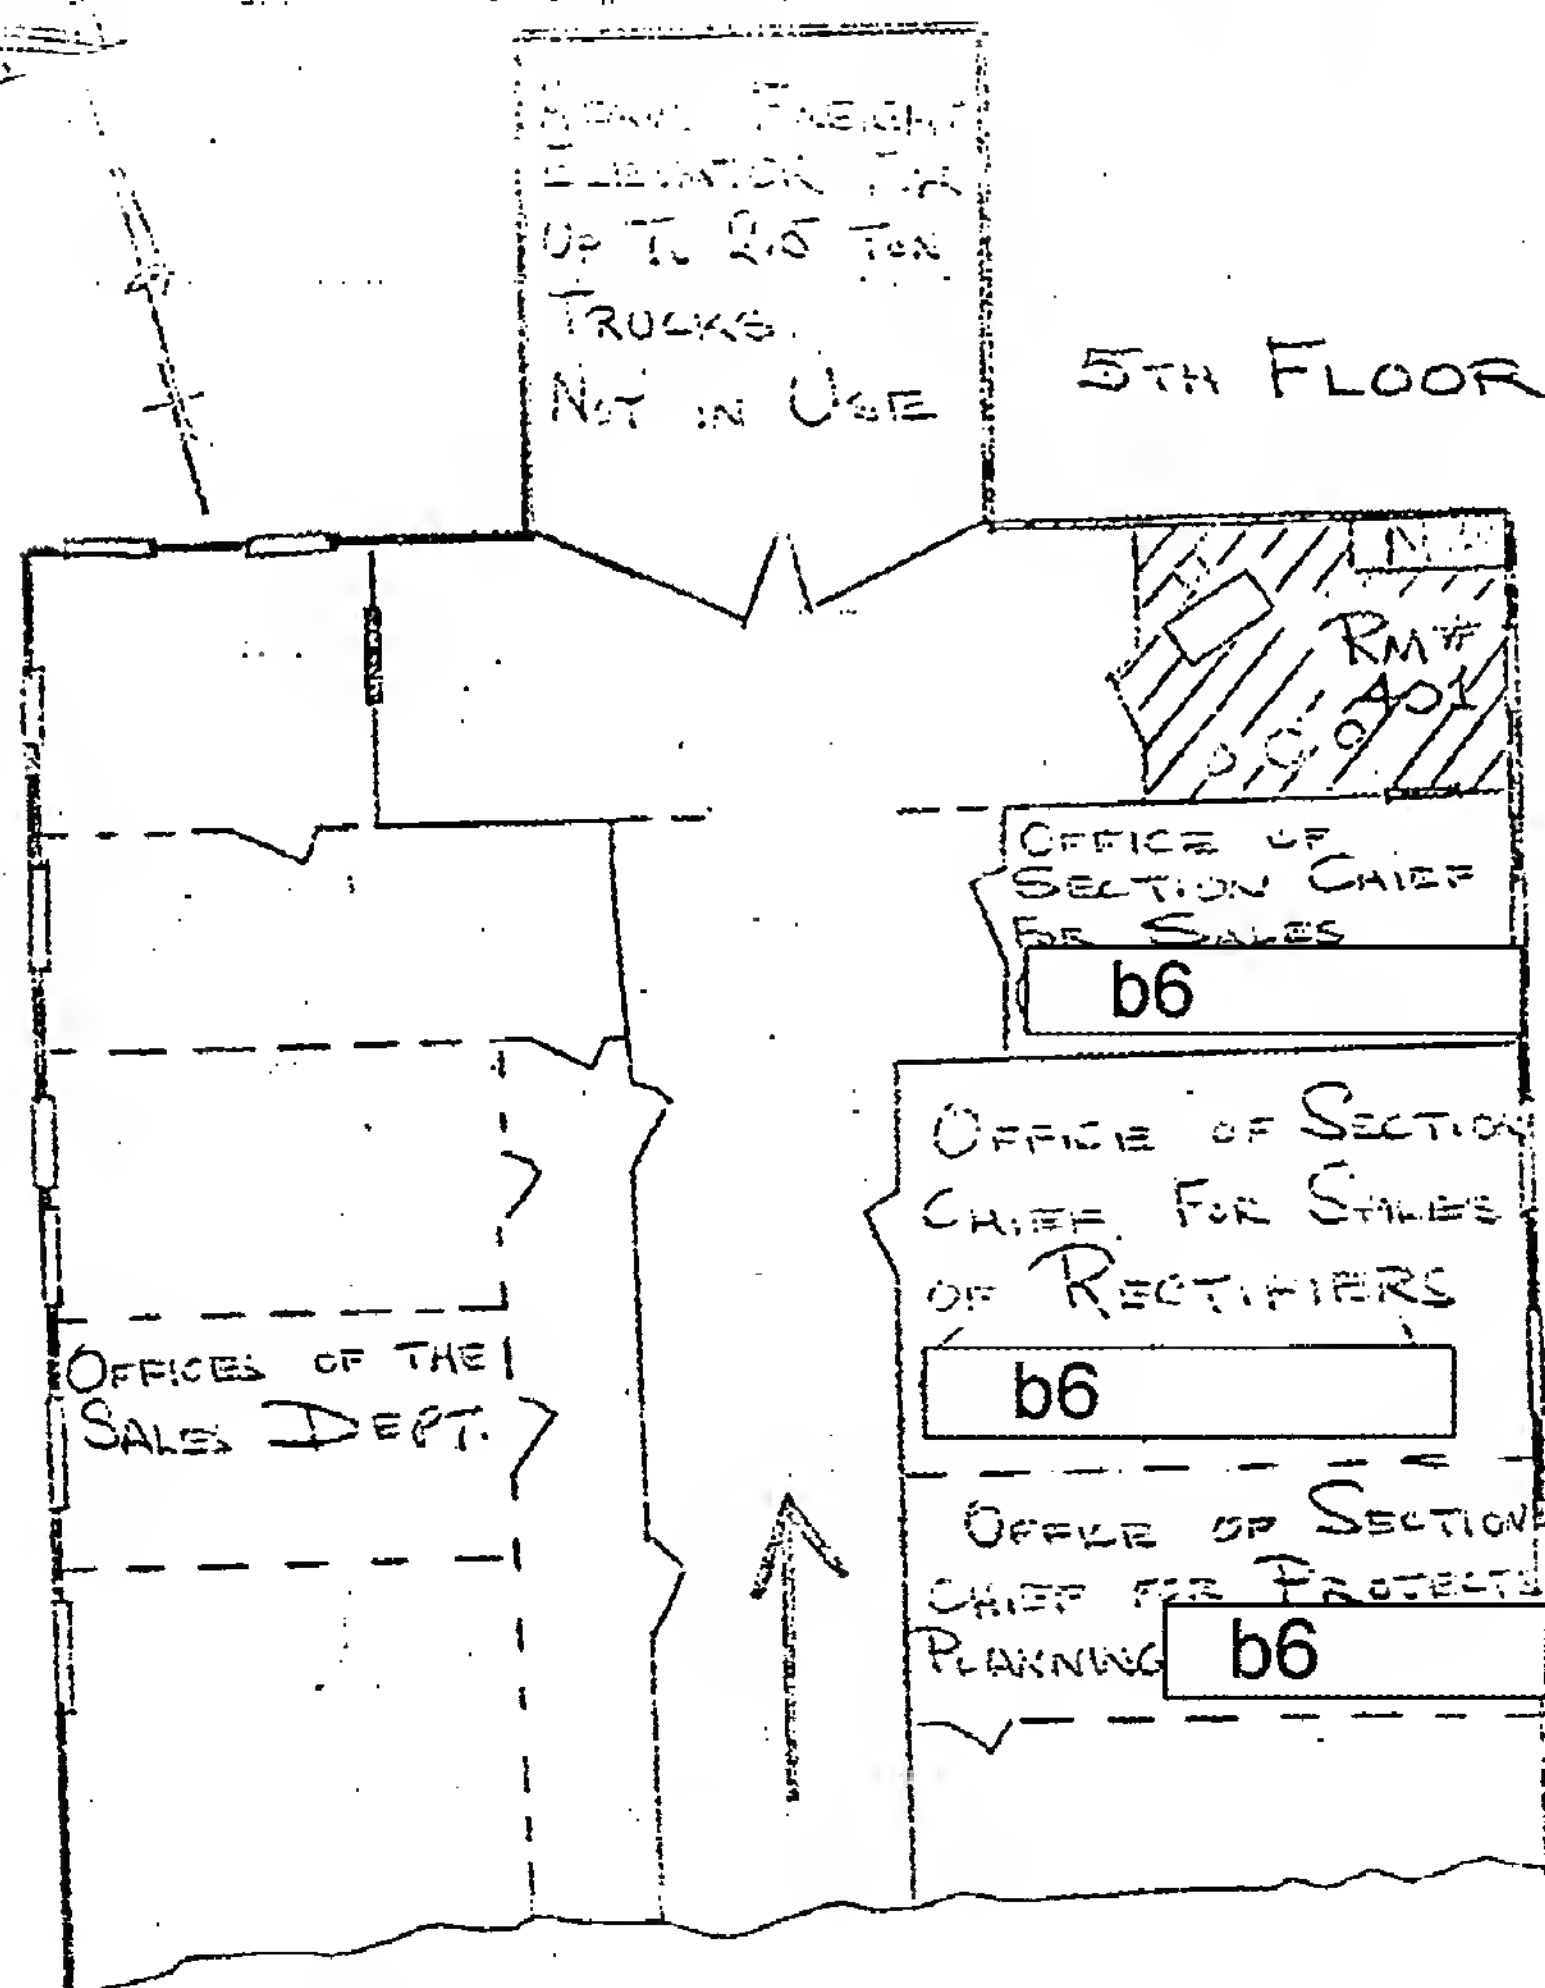 FREIGHT
ELEVATOR FOR
UP TO 2.5 TON
TRUCKS
NOT IN USE
5TH FLOOR
RM #
401
OFFICE OF
SECTION CHIEF
FOR SALES
b6
OFFICE OF SECTION
CHIEF FOR SALES
OF RECTIFIERS
b6
OFFICES OF THE
SALES DEPT.
OFFICE OF SECTION
CHIEF FOR PROJECTS
PLANNING
b6